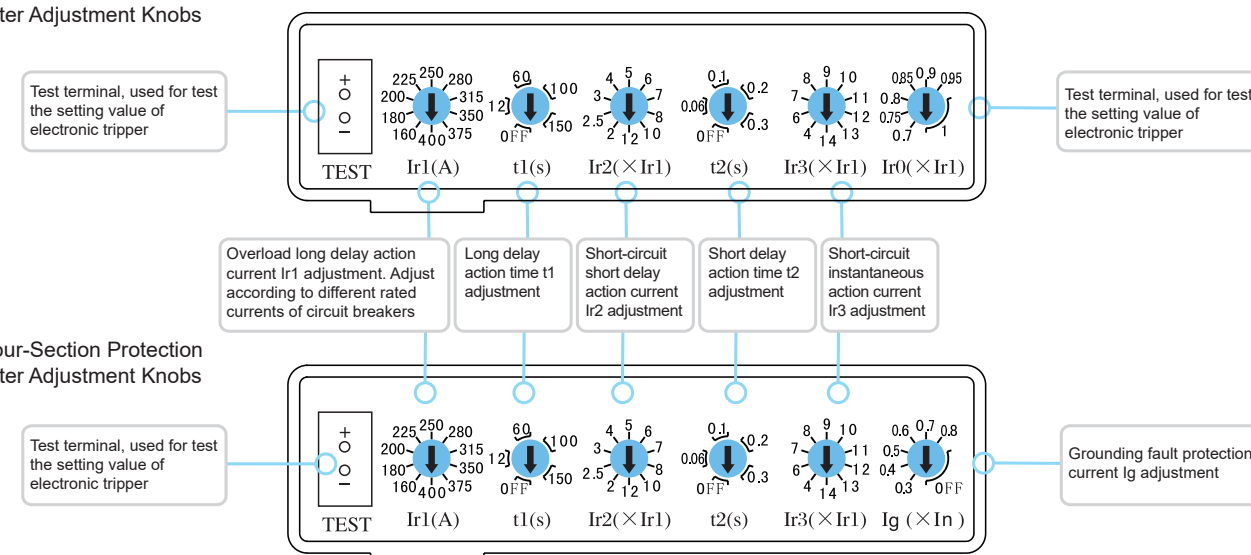 ter Adjustment Knobs
Test terminal, used for test
the setting value of
electronic tripper
+
−
TEST
160 180 200 225 250 280 315 350 375 400
Ir1(A)
12 60 100 150 0FF
t1(s)
2 2.5 3 4 5 6 7 8 10 12
Ir2(×Ir1)
0.06 0.1 0.2 0.3 0FF
t2(s)
4 6 7 8 9 10 11 12 13 14
Ir3(×Ir1)
0.7 0.75 0.8 0.85 0.9 0.95 1
Ir0(×Ir1)
Test terminal, used for test
the setting value of
electronic tripper
Overload long delay action
current Ir1 adjustment. Adjust
according to different rated
currents of circuit breakers
Long delay
action time t1
adjustment
Short-circuit
short delay
action current
Ir2 adjustment
Short delay
action time t2
adjustment
Short-circuit
instantaneous
action current
Ir3 adjustment
our-Section Protection
ter Adjustment Knobs
Test terminal, used for test
the setting value of
electronic tripper
+
−
TEST
160 180 200 225 250 280 315 350 375 400
Ir1(A)
12 60 100 150 0FF
t1(s)
2 2.5 3 4 5 6 7 8 10 12
Ir2(×Ir1)
0.06 0.1 0.2 0.3 0FF
t2(s)
4 6 7 8 9 10 11 12 13 14
Ir3(×Ir1)
0.3 0.4 0.5 0.6 0.7 0.8 0FF
Ig (×In)
Grounding fault protection
current Ig adjustment